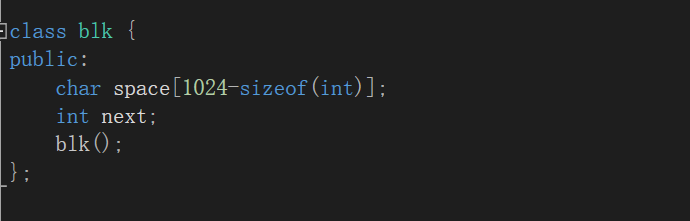 class blk {
public:
    char space[1024-sizeof(int)];
    int next;
    blk();
};